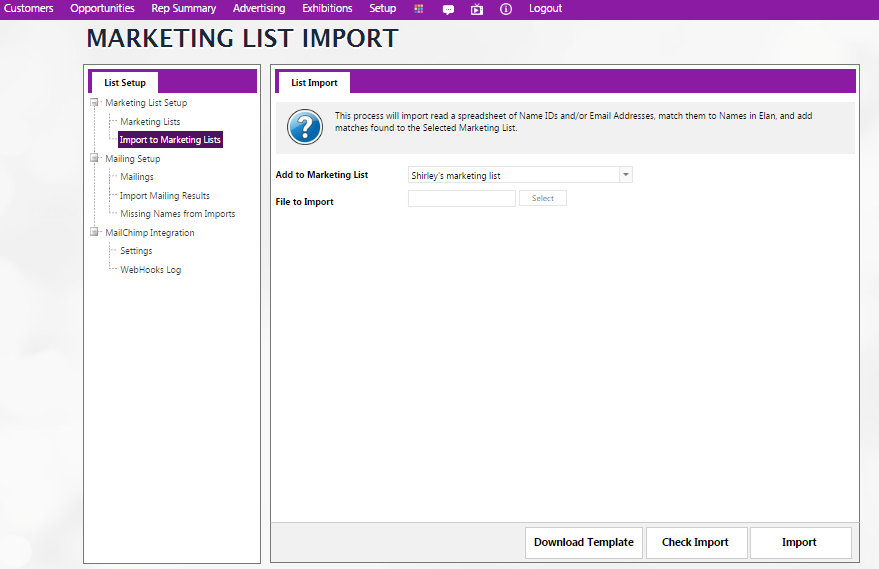 Customers Opportunities Rep Summary Advertising Exhibitions Setup Logout
MARKETING LIST IMPORT
List Setup
Marketing List Setup
Marketing Lists
Import to Marketing Lists
Mailing Setup
Mailings
Import Mailing Results
Missing Names from Imports
MailChimp Integration
Settings
WebHooks Log
List Import
This process will import read a spreadsheet of Name IDs and/or Email Addresses, match them to Names in Elan, and add
matches found to the Selected Marketing List.
Add to Marketing List Shirley's marketing list
File to Import Select
Download Template Check Import Import